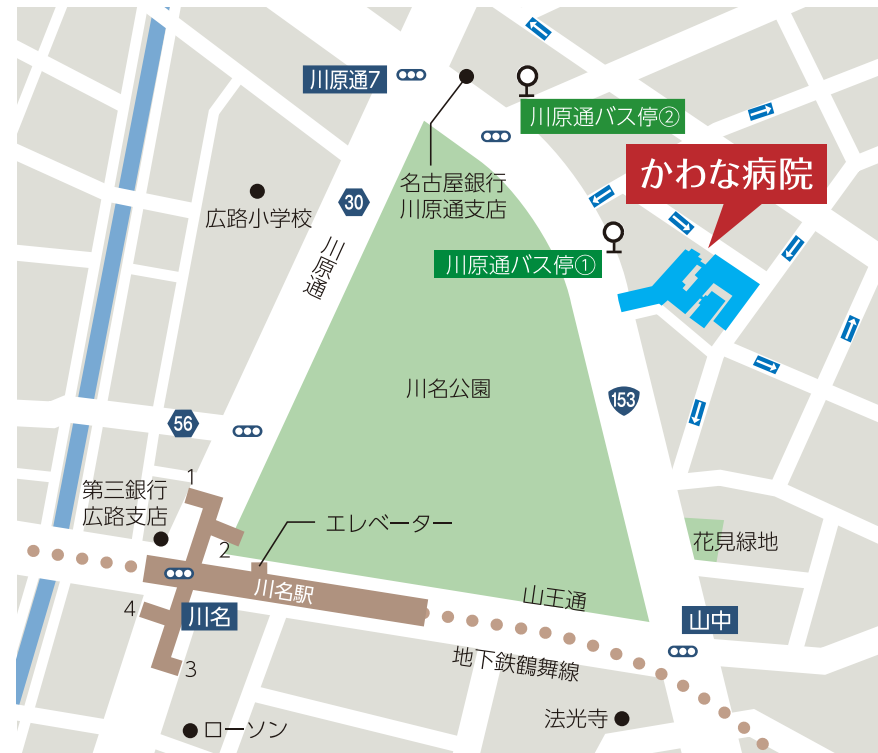 川原通7
川原通バス停②
かわな病院
名古屋銀行
川原通支店
広路小学校
30
川原通
川原通バス停①
川名公園
153
56
第三銀行
広路支店
1
2
エレベーター
川名駅
山王通
花見緑地
4
川名
山中
3
地下鉄鶴舞線
法光寺
ローソン